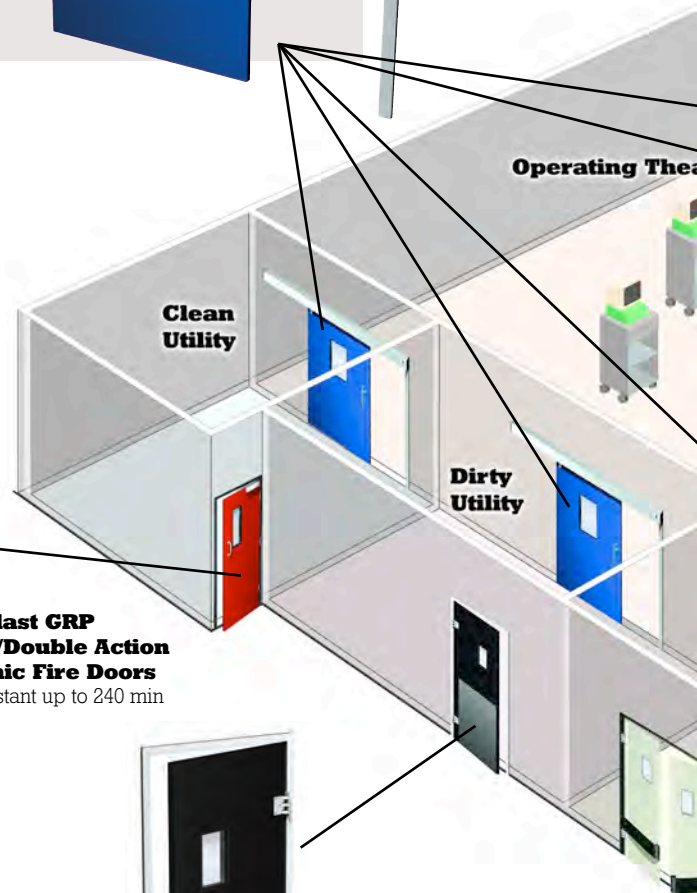 Operating Thea
Clean
Utility
Dirty
Utility
last GRP
/Double Action
nic Fire Doors
stant up to 240 min